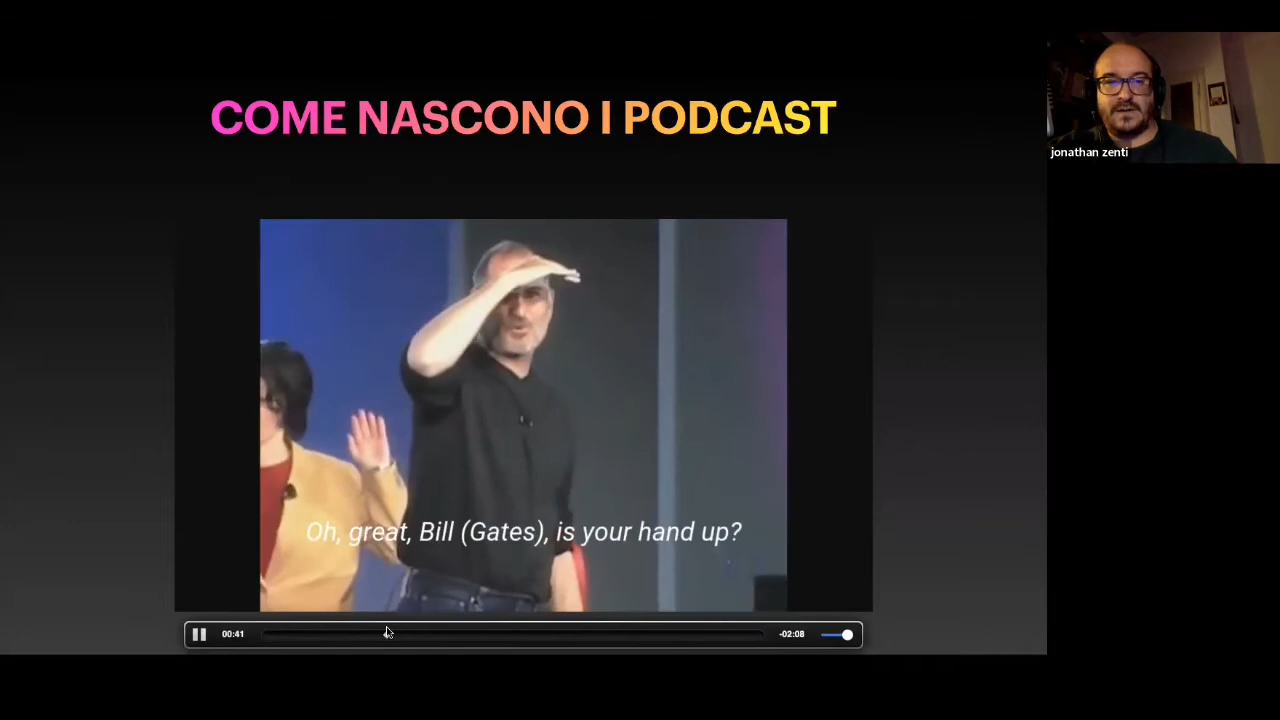 COME NASCONO I PODCAST
jonathan zenti
Oh, great, Bill (Gates), is your hand up?
00:41
-02:08